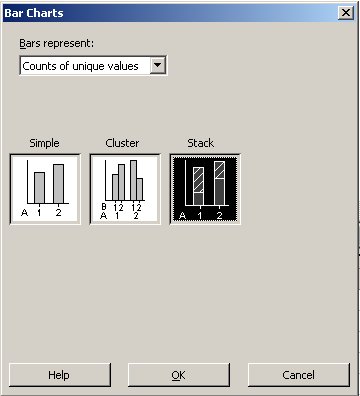 Bar Charts
Bars represent:
Counts of unique values
Simple Cluster Stack
A 1 2
B 12 12
A 1 2
A 1 2
Help OK Cancel